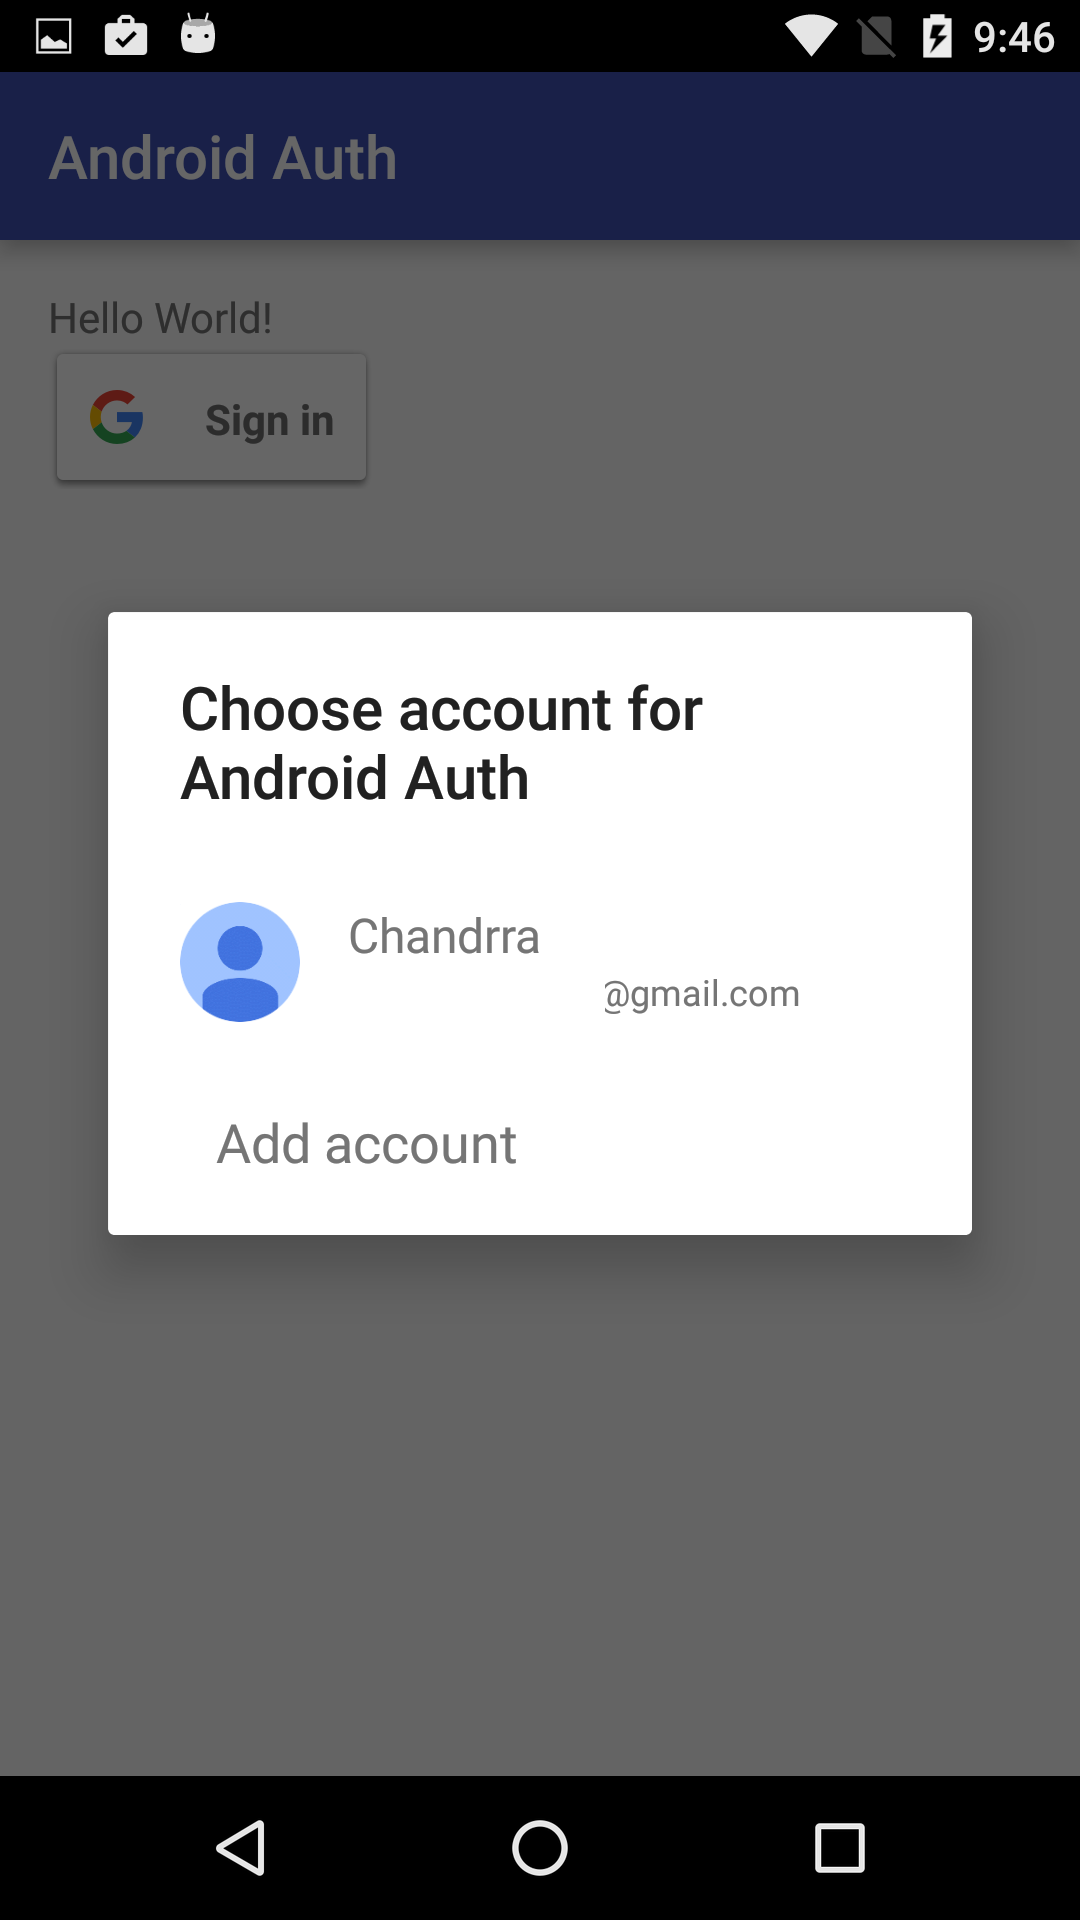 9:46
Android Auth
Hello World!
Sign in
Choose account for
Android Auth
Chandrra
@gmail.com
Add account